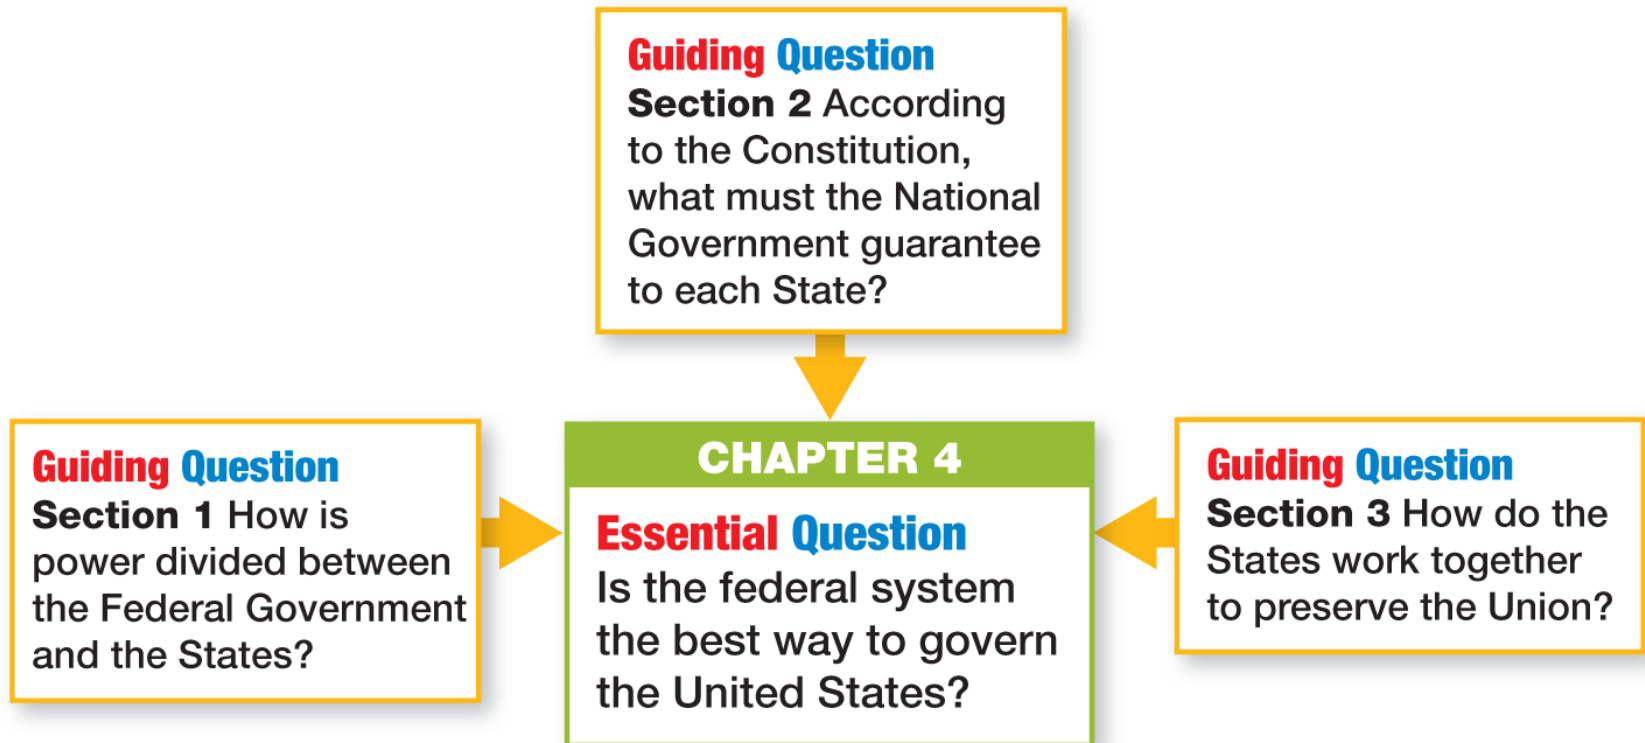 Guiding Question
Section 2 According
to the Constitution,
what must the National
Government guarantee
to each State?
Guiding Question
Section 1 How is
power divided between
the Federal Government
and the States?
CHAPTER 4
Essential Question
Is the federal system
the best way to govern
the United States?
Guiding Question
Section 3 How do the
States work together
to preserve the Union?